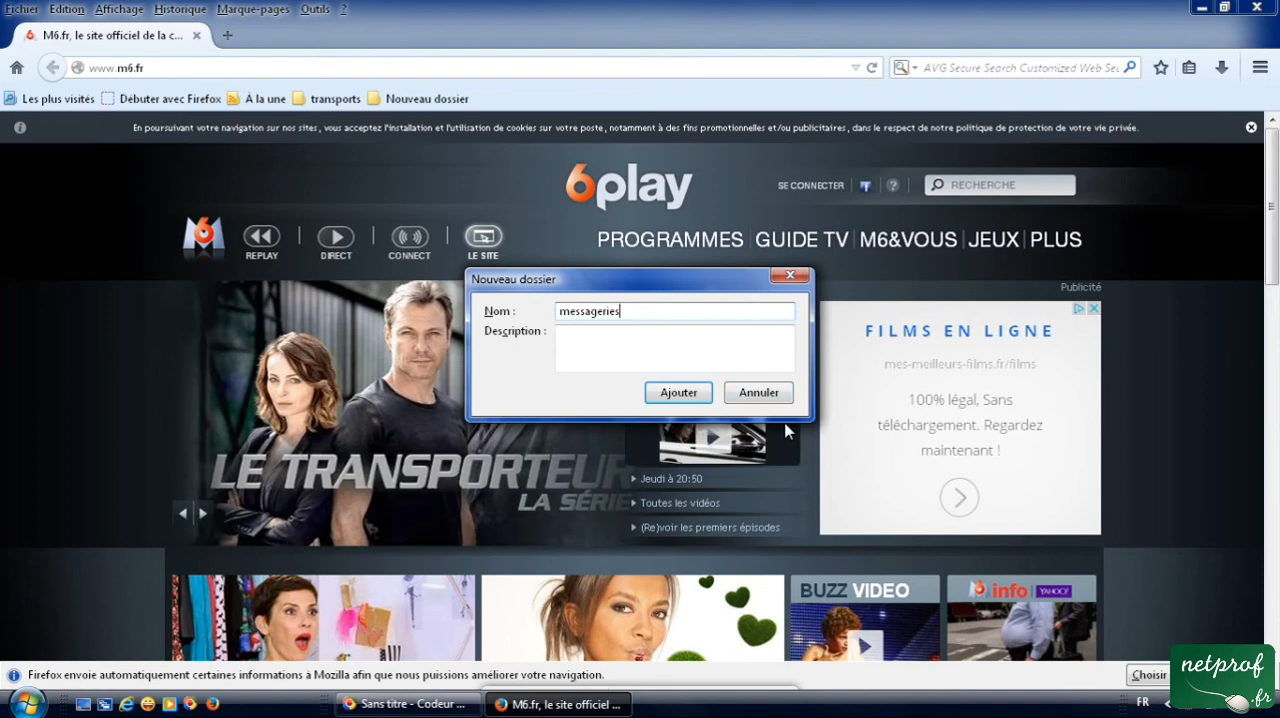 Fichier Edition Affichage Historique Marque-pages Outils ?
M6.fr, le site officiel de la c...
www.m6.fr
AVG Secure Search Customized Web Se
Les plus visités Débuter avec Firefox À la une transports Nouveau dossier
En poursuivant votre navigation sur nos sites, vous acceptez l'installation et l'utilisation de cookies sur votre poste, notamment à des fins promotionnelles et/ou publicitaires, dans le respect de notre politique de protection de votre vie privée.
6play
SE CONNECTER
RECHERCHE
REPLAY DIRECT CONNECT LE SITE
PROGRAMMES GUIDE TV M6&VOUS JEUX PLUS
Nouveau dossier
Nom : messageries
Description :
Ajouter Annuler
Publicité
FILMS EN LIGNE
mes-meilleurs-films.fr/films
100% légal, Sans
téléchargement. Regardez
maintenant !
LE TRANSPORTEUR
LA SÉRIE
Jeudi à 20:50
Toutes les vidéos
(Re)voir les premiers épisodes
BUZZ VIDEO
M6 info YAHOO!
Firefox envoie automatiquement certaines informations à Mozilla afin que nous puissions améliorer votre navigation.
Choisir
Sans titre - Codeur ...
M6.fr, le site officiel ...
FR
netprof
.fr